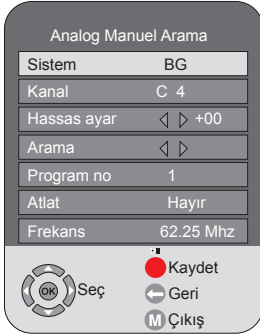 Analog Manuel Arama
Sistem BG
Kanal C 4
Hassas ayar ◁ ▷ +00
Arama ◁ ▷
Program no 1
Atlat Hayır
Frekans 62.25 Mhz
Kaydet
OK Seç Geri
M Çıkış